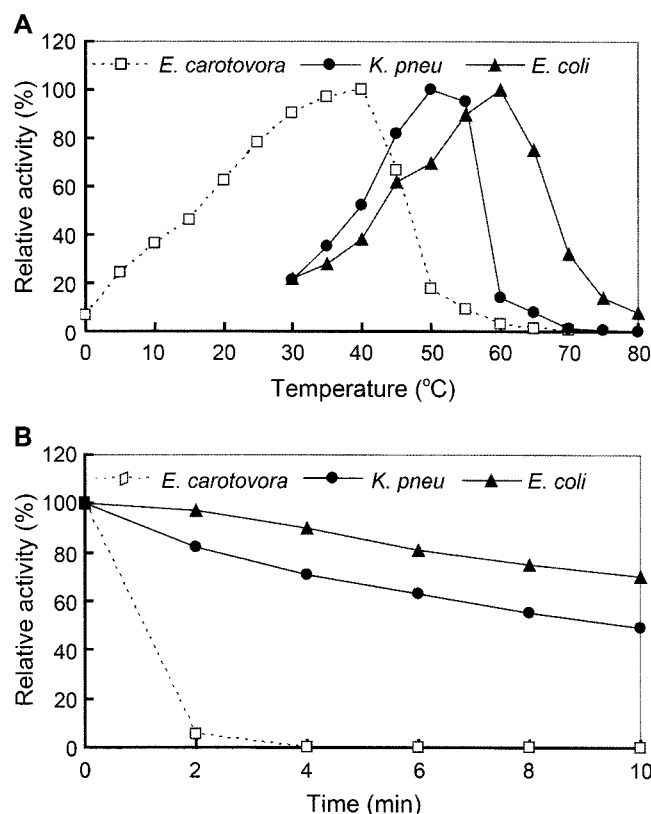 A
120
100
80
60
40
20
0
Relative activity (%)
E. carotovora K. pneu E. coli
0 10 20 30 40 50 60 70 80
Temperature (°C)
B
120
100
80
60
40
20
0
Relative activity (%)
E. carotovora K. pneu E. coli
0 2 4 6 8 10
Time (min)